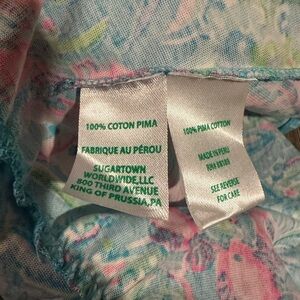 100% COTON PIMA
FABRIQUE AU PÉROU
SUGARTOWN
WORLDWIDE,LLC
800 THIRD AVENUE
KING OF PRUSSIA,PA
100% PIMA COTTON
MADE IN PERU
SEE REVERSE
FOR CARE